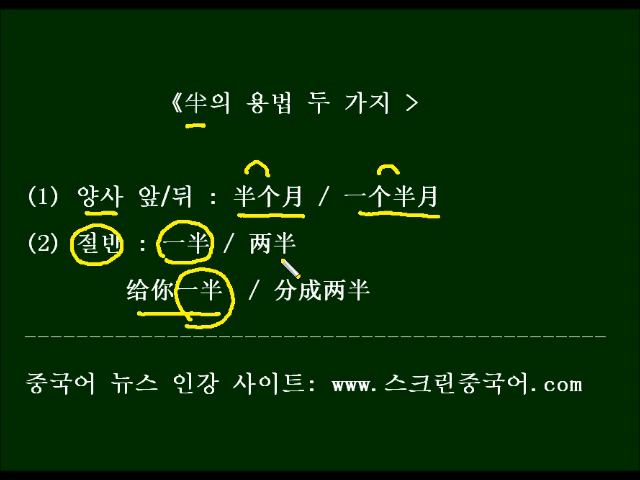 《半의 용법 두 가지 >
(1) 양사 앞/뒤 : 半个月 / 一个半月
(2) 절반 : 一半 / 两半
给你一半 / 分成两半
중국어 뉴스 인강 사이트: www.스크린중국어.com